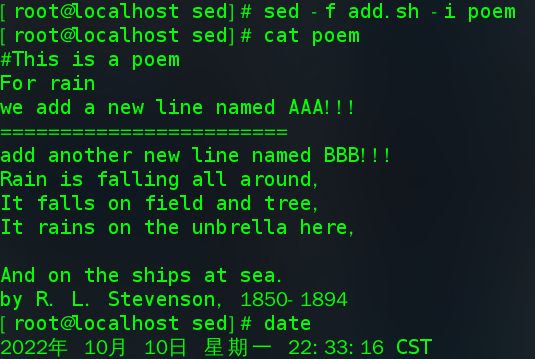 [root@localhost sed]# sed -f add.sh -i poem
[root@localhost sed]# cat poem
#This is a poem
For rain
we add a new line named AAA!!!
========================
add another new line named BBB!!!
Rain is falling all around,
It falls on field and tree,
It rains on the unbrella here,

And on the ships at sea.
by R. L. Stevenson, 1850-1894
[root@localhost sed]# date
2022年 10月 10日 星期一 22:33:16 CST